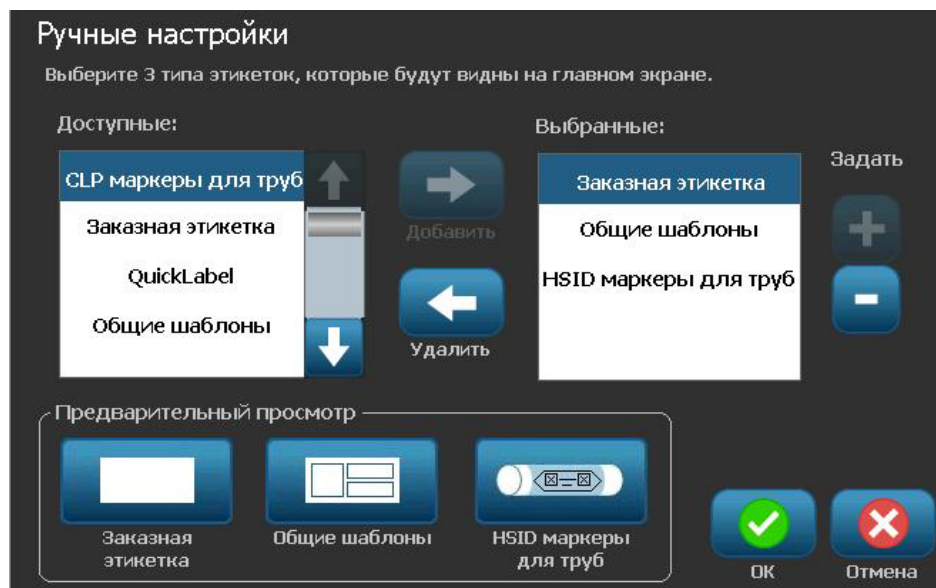 Ручные настройки
Выберите 3 типа этикеток, которые будут видны на главном экране.
Доступные:
CLP маркеры для труб
Заказная этикетка
QuickLabel
Общие шаблоны
Добавить
Удалить
Выбранные:
Заказная этикетка
Общие шаблоны
HSID маркеры для труб
Задать
Предварительный просмотр
Заказная
этикетка
Общие шаблоны
HSID маркеры
для труб
ОК
Отмена